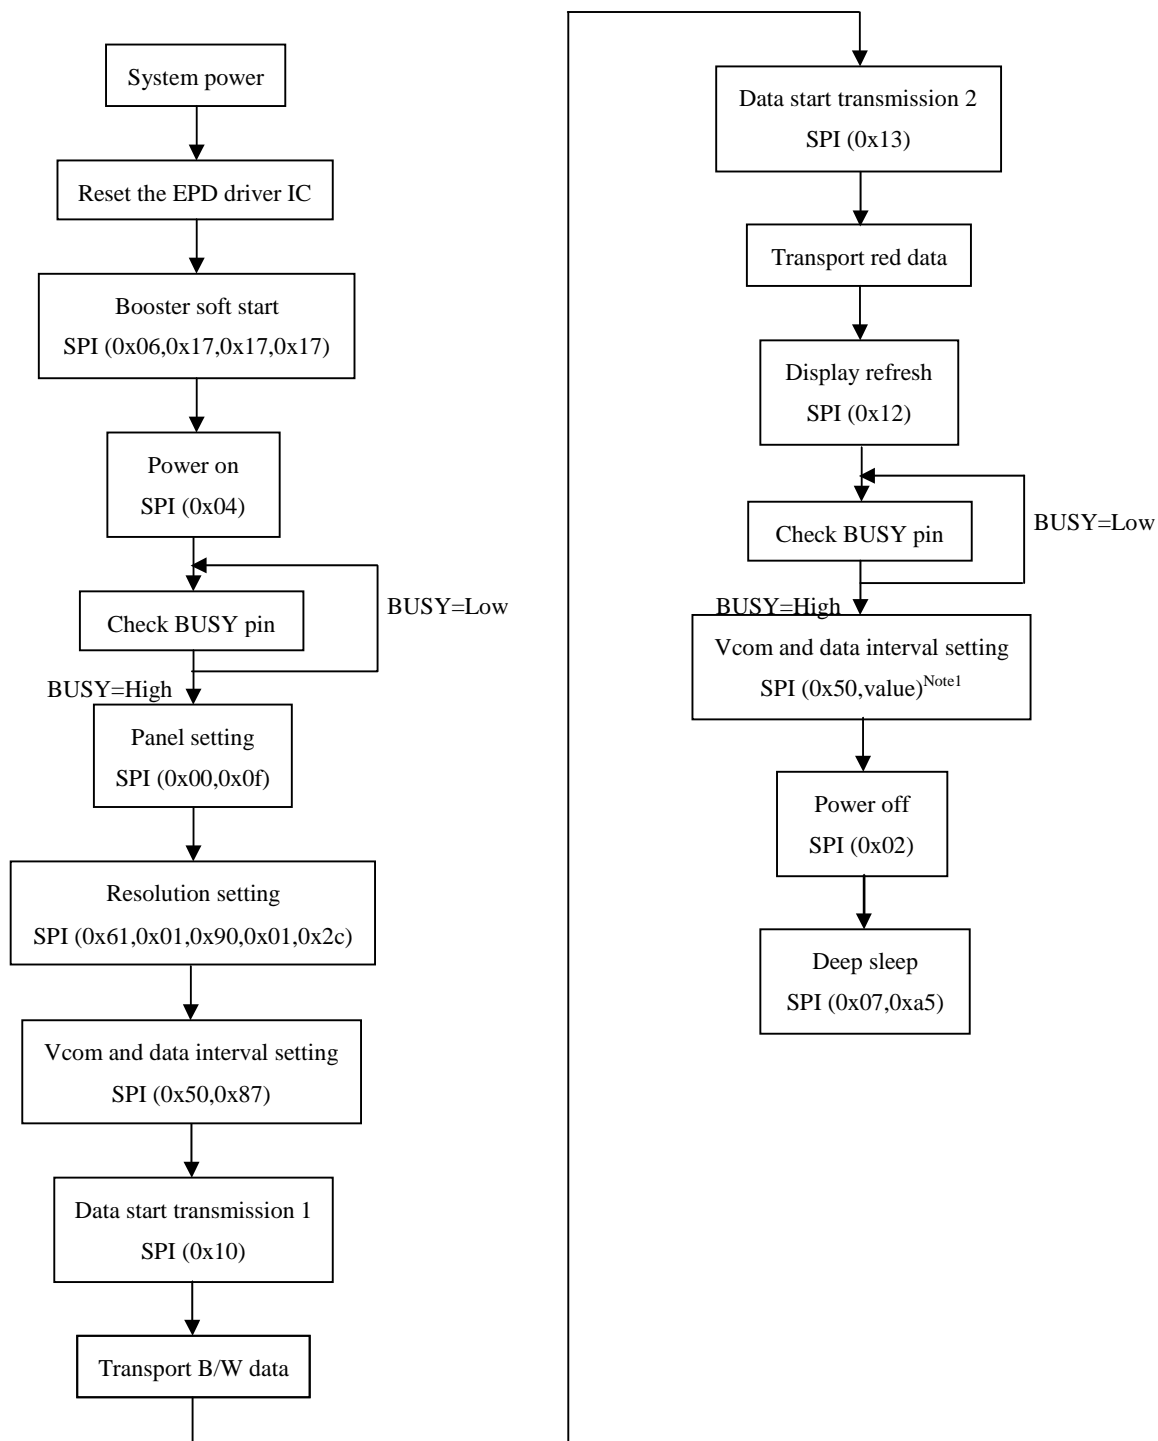 System power
Reset the EPD driver IC
Booster soft start
SPI (0x06,0x17,0x17,0x17)
Power on
SPI (0x04)
Check BUSY pin
BUSY=Low
BUSY=High
Panel setting
SPI (0x00,0x0f)
Resolution setting
SPI (0x61,0x01,0x90,0x01,0x2c)
Vcom and data interval setting
SPI (0x50,0x87)
Data start transmission 1
SPI (0x10)
Transport B/W data
Data start transmission 2
SPI (0x13)
Transport red data
Display refresh
SPI (0x12)
Check BUSY pin
BUSY=Low
BUSY=High
Vcom and data interval setting
SPI (0x50,value)Note1
Power off
SPI (0x02)
Deep sleep
SPI (0x07,0xa5)